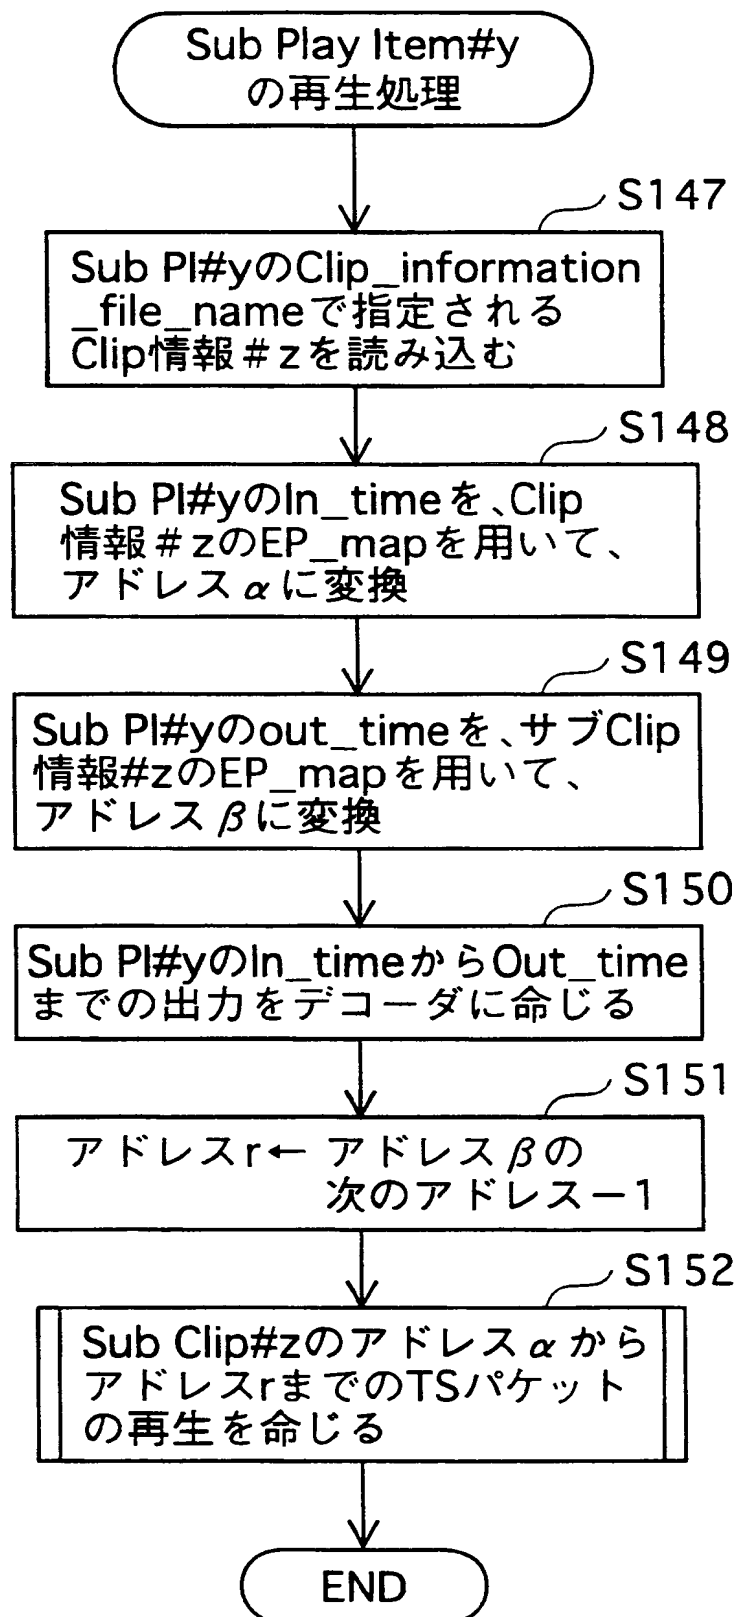 Sub Play Item#y
の再生処理
S147
Sub PI#yのClip_information
_file_nameで指定される
Clip情報#zを読み込む
S148
Sub PI#yのIn_timeを、Clip
情報#zのEP_mapを用いて、
アドレスαに変換
S149
Sub PI#yのout_timeを、サブClip
情報#zのEP_mapを用いて、
アドレスβに変換
S150
Sub PI#yのIn_timeからOut_time
までの出力をデコーダに命じる
S151
アドレスr← アドレスβの
次のアドレス−1
S152
Sub Clip#zのアドレスαから
アドレスrまでのTSパケット
の再生を命じる
END